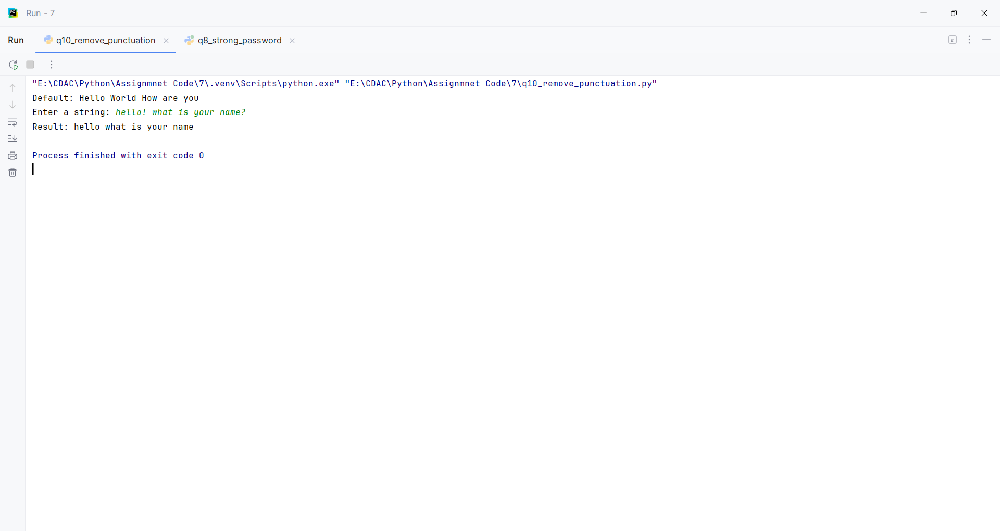 PC
Run - 7
Run q10_remove_punctuation q8_strong_password
"E:\CDAC\Python\Assignmnet Code\7\.venv\Scripts\python.exe" "E:\CDAC\Python\Assignmnet Code\7\q10_remove_punctuation.py"
Default: Hello World How are you
Enter a string: hello! what is your name?
Result: hello what is your name
Process finished with exit code 0